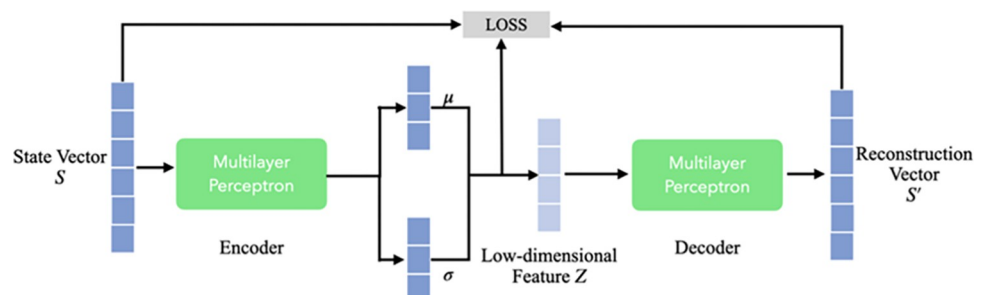 LOSS
μ
State Vector
S
Multilayer
Perceptron
Encoder
σ
Low-dimensional
Feature Z
Multilayer
Perceptron
Decoder
Reconstruction
Vector
S′